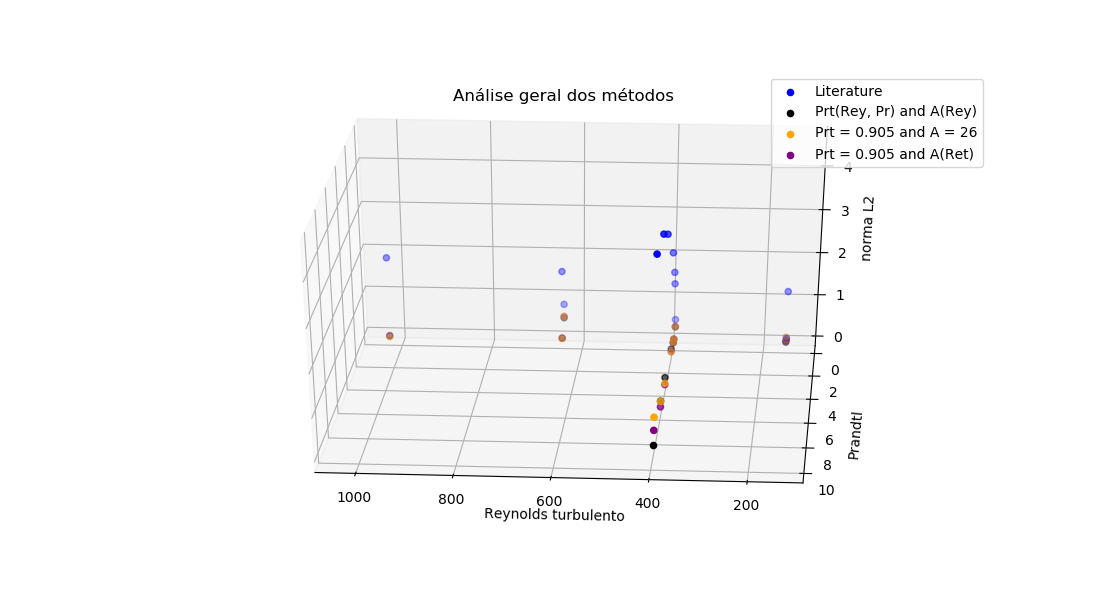 Análise geral dos métodos
Literature
Prt(Rey, Pr) and A(Rey)
Prt = 0.905 and A = 26
Prt = 0.905 and A(Ret)
4
3
2
1
0
norma L2
0
2
4
6
8
10
Prandtl
1000
800
600
400
200
Reynolds turbulento